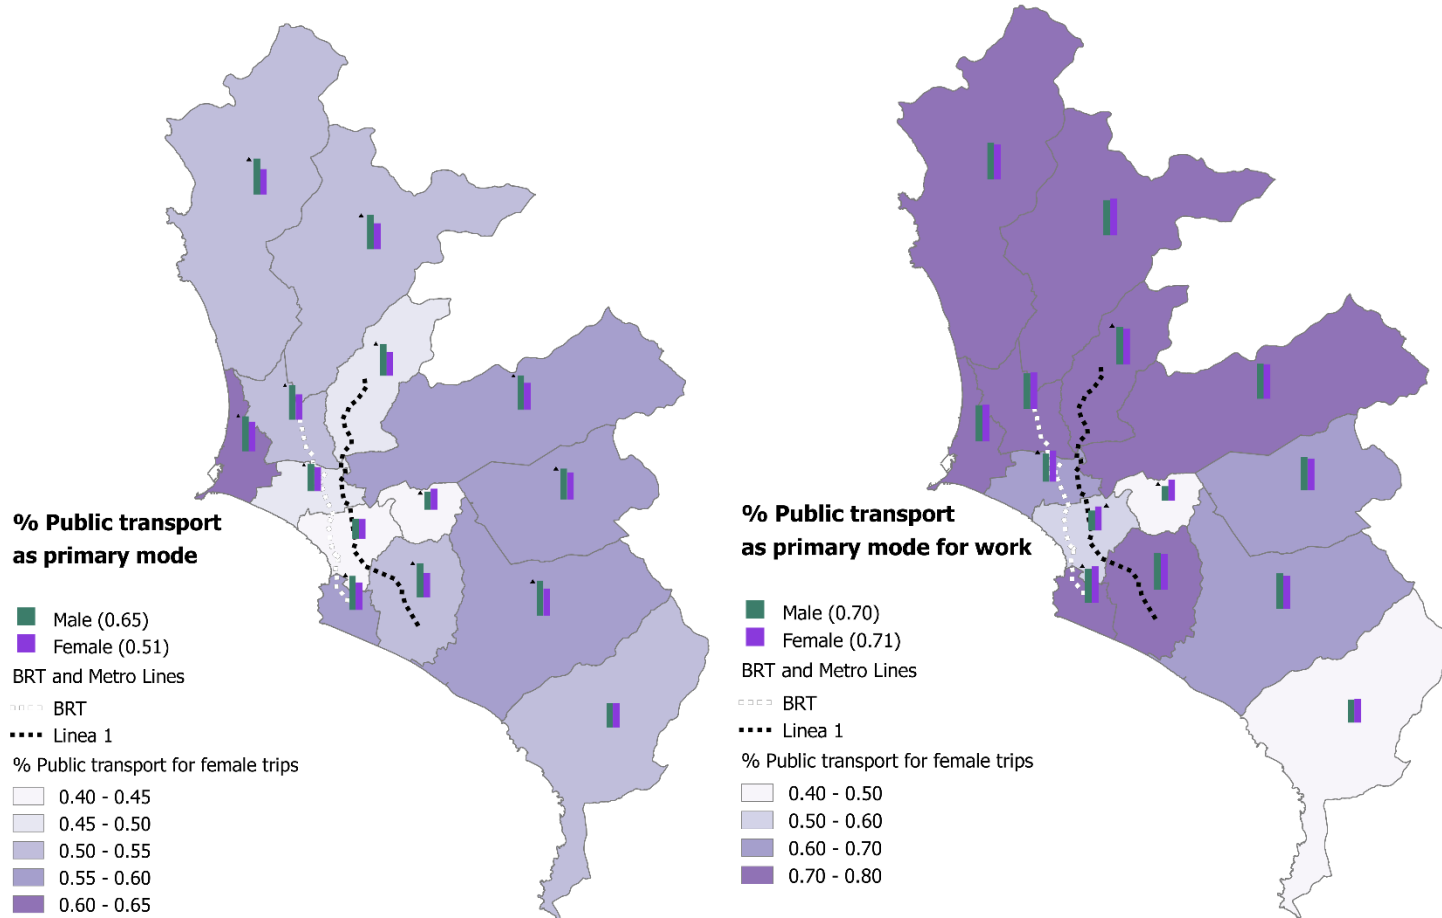 % Public transport
as primary mode
Male (0.65)
Female (0.51)
BRT and Metro Lines
BRT
Linea 1
% Public transport for female trips
0.40 - 0.45
0.45 - 0.50
0.50 - 0.55
0.55 - 0.60
0.60 - 0.65
% Public transport
as primary mode for work
Male (0.70)
Female (0.71)
BRT and Metro Lines
BRT
Linea 1
% Public transport for female trips
0.40 - 0.50
0.50 - 0.60
0.60 - 0.70
0.70 - 0.80